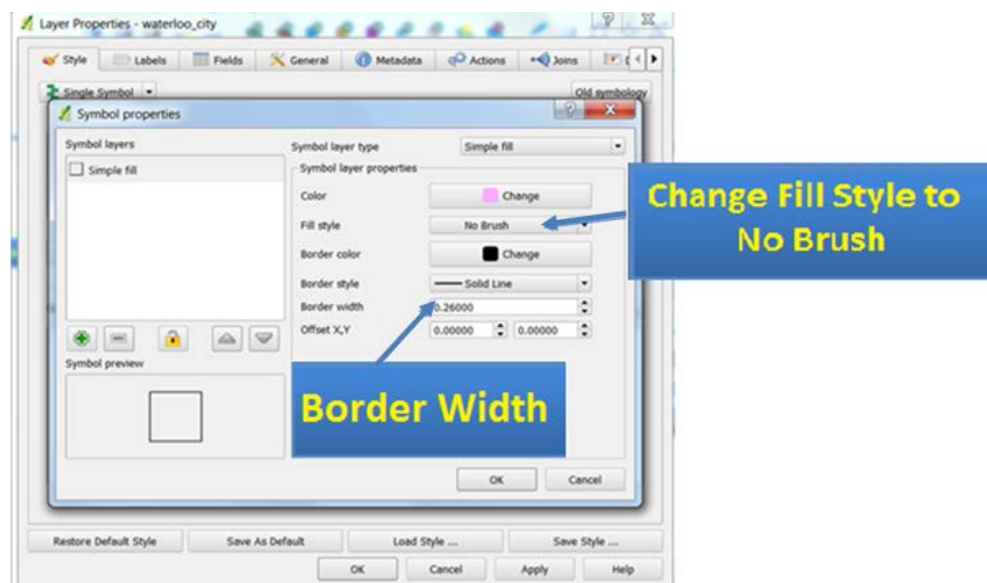 Layer Properties - waterloo_city
Style Labels Fields General Metadata Actions Joins
Single Symbol Old symbology
Symbol properties
Symbol layers
Simple fill
Symbol layer type Simple fill
Symbol layer properties
Color Change
Fill style No Brush
Border color Change
Border style Solid Line
Border width 0.26000
Offset X,Y 0.00000 0.00000
Symbol preview
Change Fill Style to
No Brush
Border Width
OK Cancel
Restore Default Style Save As Default Load Style ... Save Style ...
OK Cancel Apply Help